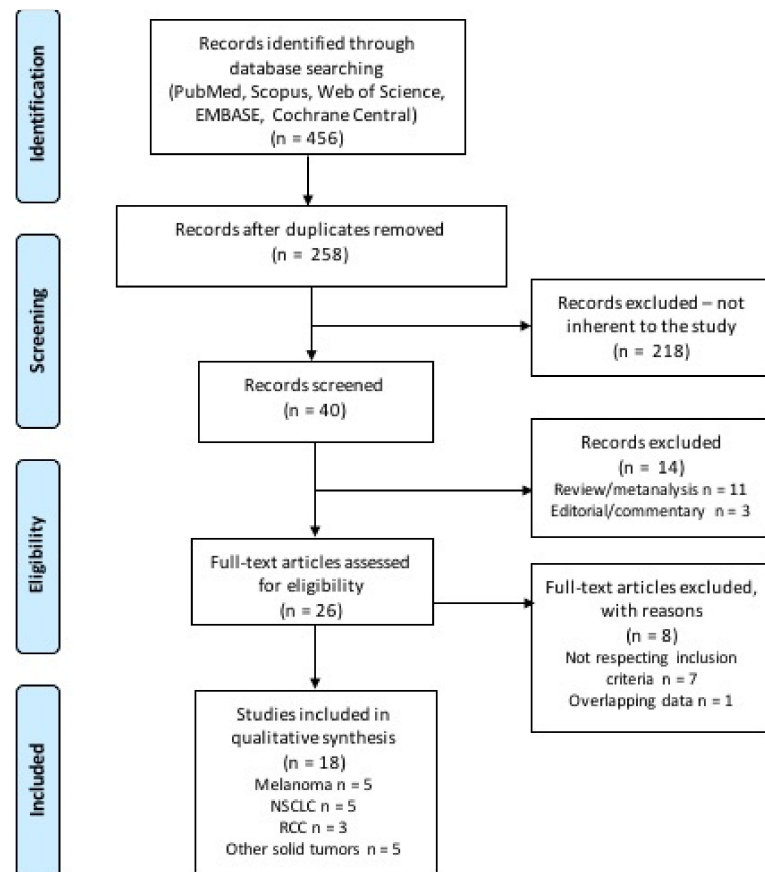 Identification
Records identified through
database searching
(PubMed, Scopus, Web of Science,
EMBASE, Cochrane Central)
(n = 456)
Records after duplicates removed
(n = 258)
Screening
Records excluded – not
inherent to the study
(n = 218)
Records screened
(n = 40)
Records excluded
(n = 14)
Review/metanalysis n = 11
Editorial/commentary n = 3
Eligibility
Full-text articles assessed
for eligibility
(n = 26)
Full-text articles excluded,
with reasons
(n = 8)
Not respecting inclusion
criteria n = 7
Overlapping data n = 1
Included
Studies included in
qualitative synthesis
(n = 18)
Melanoma n = 5
NSCLC n = 5
RCC n = 3
Other solid tumors n = 5